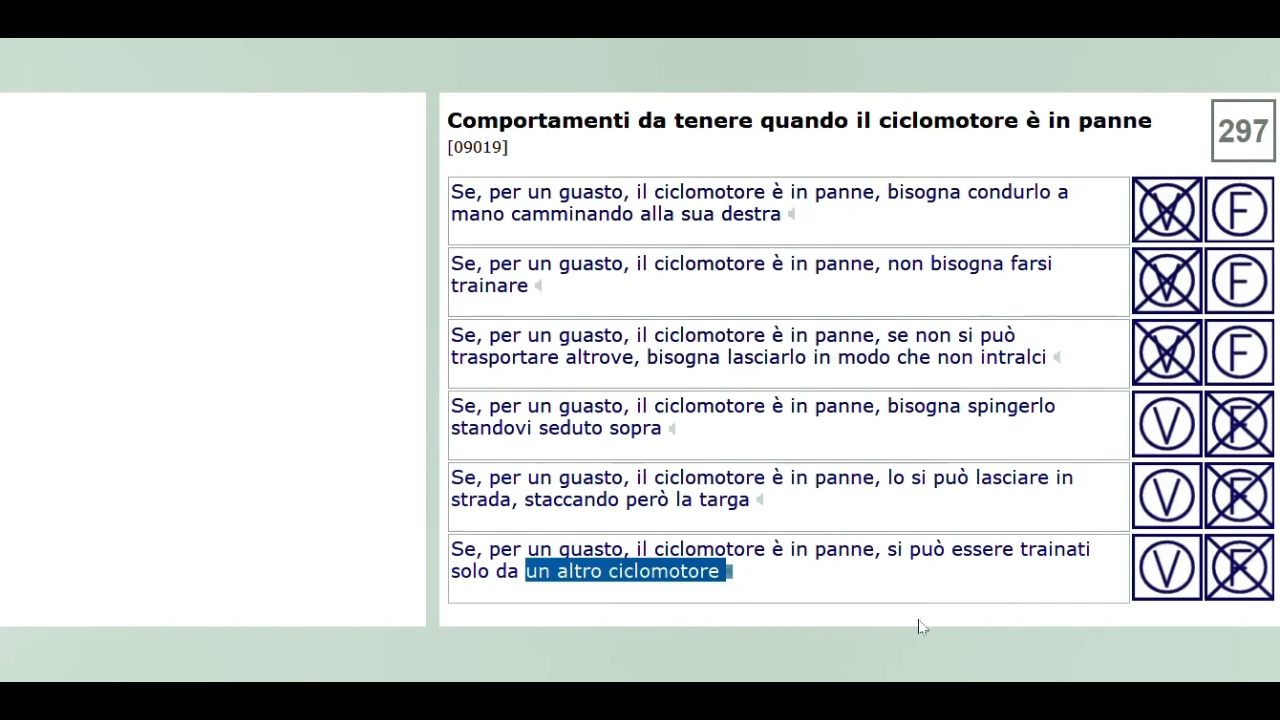 Comportamenti da tenere quando il ciclomotore è in panne
297
[09019]
Se, per un guasto, il ciclomotore è in panne, bisogna condurlo a
mano camminando alla sua destra
V F
Se, per un guasto, il ciclomotore è in panne, non bisogna farsi
trainare
V F
Se, per un guasto, il ciclomotore è in panne, se non si può
trasportare altrove, bisogna lasciarlo in modo che non intralci
V F
Se, per un guasto, il ciclomotore è in panne, bisogna spingerlo
standovi seduto sopra
V F
Se, per un guasto, il ciclomotore è in panne, lo si può lasciare in
strada, staccando però la targa
V F
Se, per un guasto, il ciclomotore è in panne, si può essere trainati
solo da un altro ciclomotore
V F